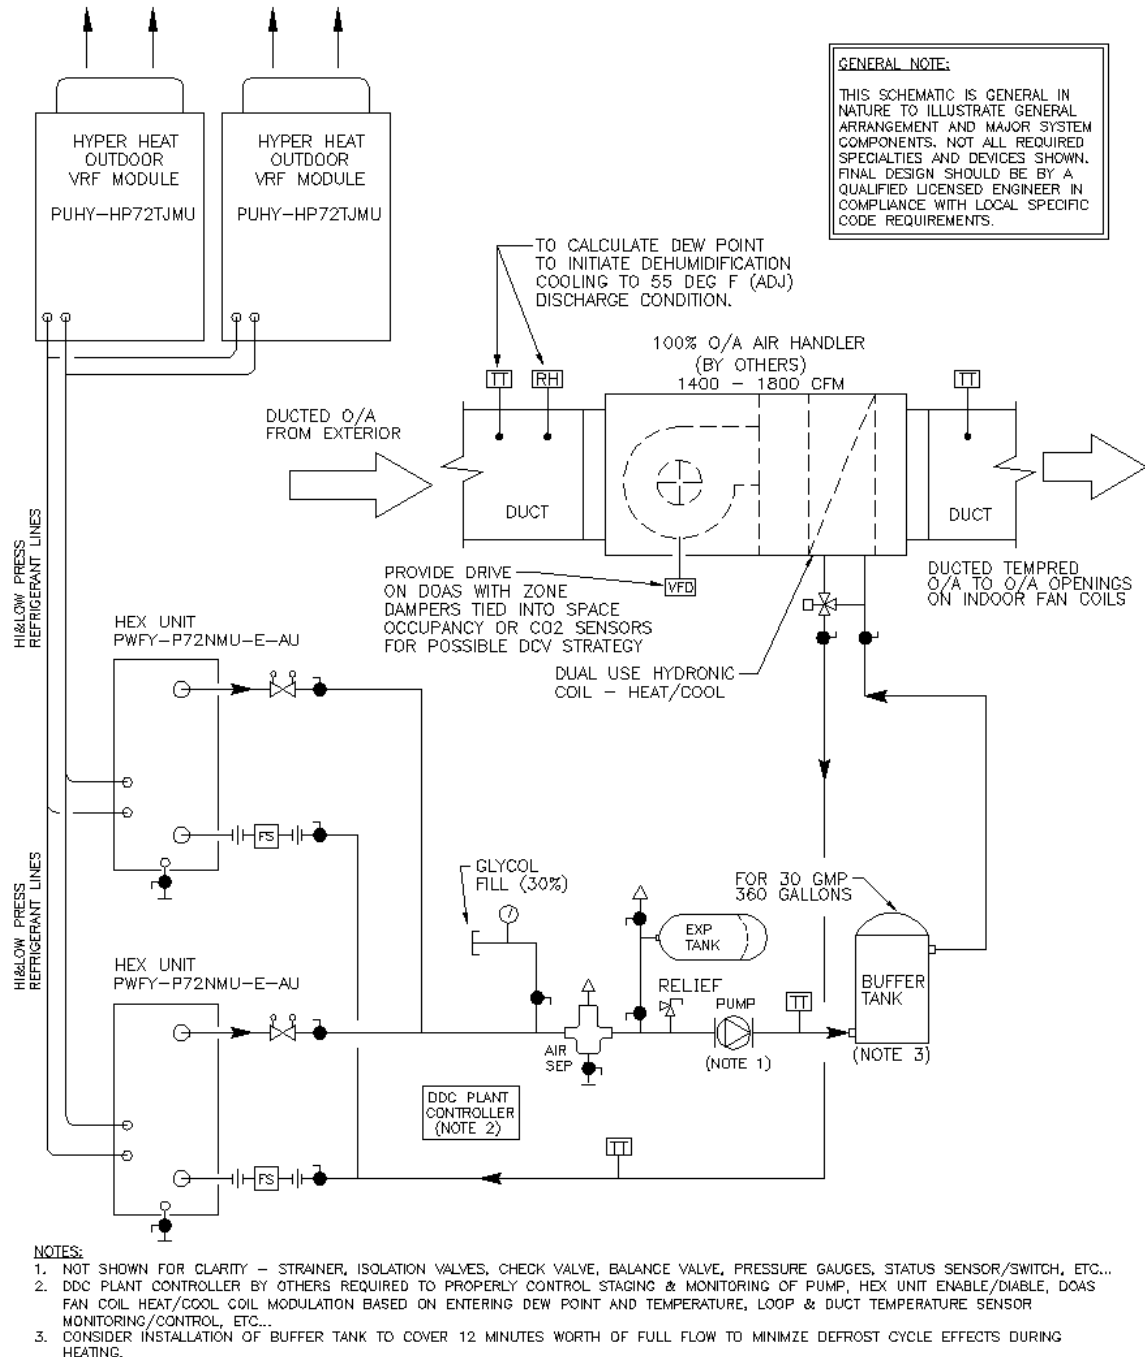 HYPER HEAT
OUTDOOR
VRF MODULE
PUHY-HP72TJMU
HYPER HEAT
OUTDOOR
VRF MODULE
PUHY-HP72TJMU
GENERAL NOTE:
THIS SCHEMATIC IS GENERAL IN
NATURE TO ILLUSTRATE GENERAL
ARRANGEMENT AND MAJOR SYSTEM
COMPONENTS. NOT ALL REQUIRED
SPECIALTIES AND DEVICES SHOWN.
FINAL DESIGN SHOULD BE BY A
QUALIFIED LICENSED ENGINEER IN
COMPLIANCE WITH LOCAL SPECIFIC
CODE REQUIREMENTS.
TO CALCULATE DEW POINT
TO INITIATE DEHUMIDIFICATION
COOLING TO 55 DEG F (ADJ)
DISCHARGE CONDITION.
100% O/A AIR HANDLER
(BY OTHERS)
1400 - 1800 CFM
TT
RH
TT
DUCTED O/A
FROM EXTERIOR
DUCT
DUCT
HI&LOW PRESS
REFRIGERANT LINES
PROVIDE DRIVE
ON DOAS WITH ZONE
DAMPERS TIED INTO SPACE
OCCUPANCY OR CO2 SENSORS
FOR POSSIBLE DCV STRATEGY
VFD
DUCTED TEMPRED
O/A TO O/A OPENINGS
ON INDOOR FAN COILS
HEX UNIT
PWFY-P72NMU-E-AU
DUAL USE HYDRONIC
COIL - HEAT/COOL
FS
GLYCOL
FILL (30%)
FOR 30 GMP
360 GALLONS
HI&LOW PRESS
REFRIGERANT LINES
EXP
TANK
HEX UNIT
PWFY-P72NMU-E-AU
RELIEF
PUMP
TT
BUFFER
TANK
AIR
SEP
(NOTE 1)
(NOTE 3)
DDC PLANT
CONTROLLER
(NOTE 2)
TT
FS
NOTES:
1. NOT SHOWN FOR CLARITY - STRAINER, ISOLATION VALVES, CHECK VALVE, BALANCE VALVE, PRESSURE GAUGES, STATUS SENSOR/SWITCH, ETC...
2. DDC PLANT CONTROLLER BY OTHERS REQUIRED TO PROPERLY CONTROL STAGING & MONITORING OF PUMP, HEX UNIT ENABLE/DIABLE, DOAS
FAN COIL HEAT/COOL COIL MODULATION BASED ON ENTERING DEW POINT AND TEMPERATURE, LOOP & DUCT TEMPERATURE SENSOR
MONITORING/CONTROL, ETC...
3. CONSIDER INSTALLATION OF BUFFER TANK TO COVER 12 MINUTES WORTH OF FULL FLOW TO MINIMZE DEFROST CYCLE EFFECTS DURING
HEATING.